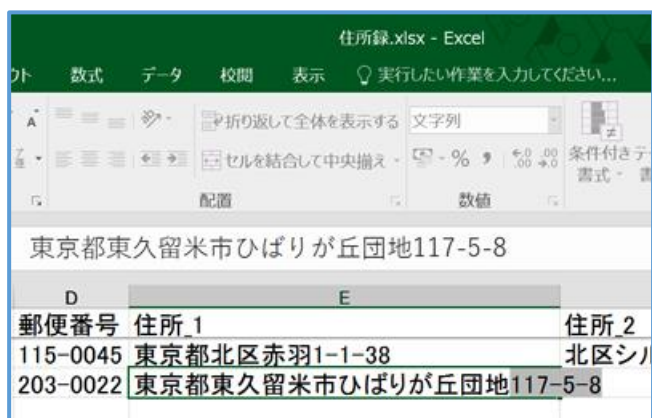 住所録.xlsx - Excel
数式 データ 校閲 表示 実行したい作業を入力してください...
A 折り返して全体を表示する 文字列
セルを結合して中央揃え % 条件付き
書式
配置 数値
東京都東久留米市ひばりが丘団地117-5-8
D E
郵便番号 住所_1 住所_2
115-0045 東京都北区赤羽1-1-38 北区シル
203-0022 東京都東久留米市ひばりが丘団地117-5-8